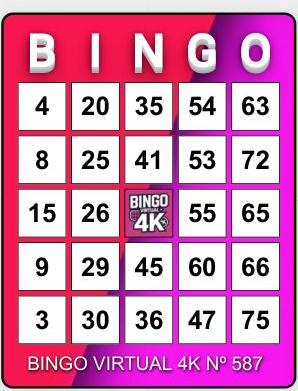 B I N G O
4 20 35 54 63
8 25 41 53 72
15 26 BINGO VIRTUAL 4K 55 65
9 29 45 60 66
3 30 36 47 75
BINGO VIRTUAL 4K Nº 587